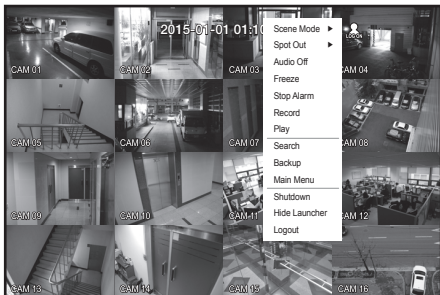 2015-01-01 01:10
LOG ON
CAM 01
CAM 02
CAM 03
CAM 04
Scene Mode ▶
Spot Out ▶
Audio Off
Freeze
Stop Alarm
Record
Play
Search
Backup
Main Menu
Shutdown
Hide Launcher
Logout
CAM 05
CAM 06
CAM 07
CAM 08
CAM 09
CAM 10
CAM 11
CAM 12
CAM 13
CAM 14
CAM 15
CAM 16